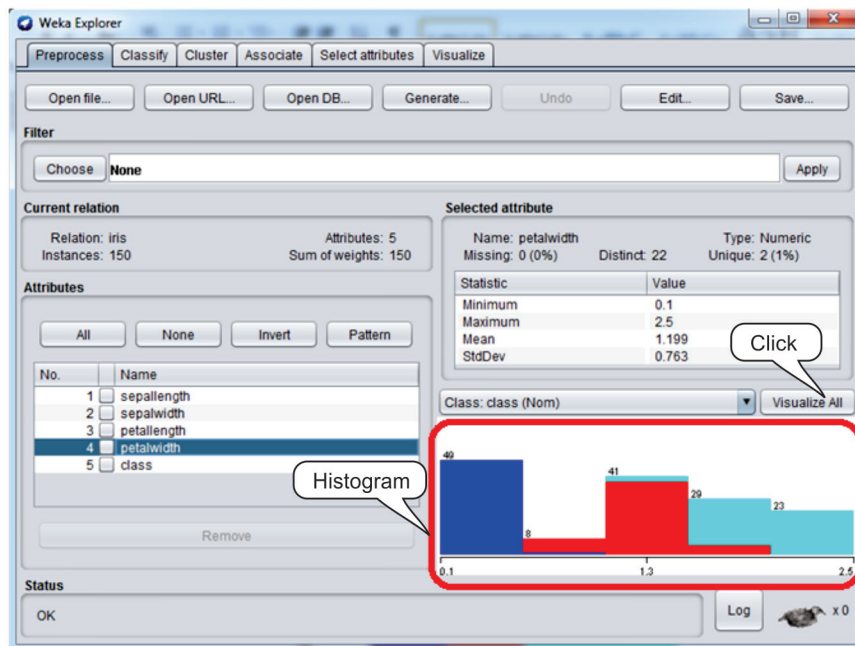 Weka Explorer
Preprocess Classify Cluster Associate Select attributes Visualize
Open file... Open URL... Open DB... Generate... Undo Edit... Save...
Filter
Choose None Apply
Current relation
Relation: iris Attributes: 5
Instances: 150 Sum of weights: 150
Selected attribute
Name: petalwidth Type: Numeric
Missing: 0 (0%) Distinct: 22 Unique: 2 (1%)
Statistic Value
Minimum 0.1
Maximum 2.5
Mean 1.199
StdDev 0.763
Attributes
All None Invert Pattern
No. Name
1 sepallength
2 sepalwidth
3 petallength
4 petalwidth
5 class
Remove
Click
Class: class (Nom) Visualize All
Histogram
49 8 41 29 23
0.1 1.3 2.5
Status
OK
Log x 0